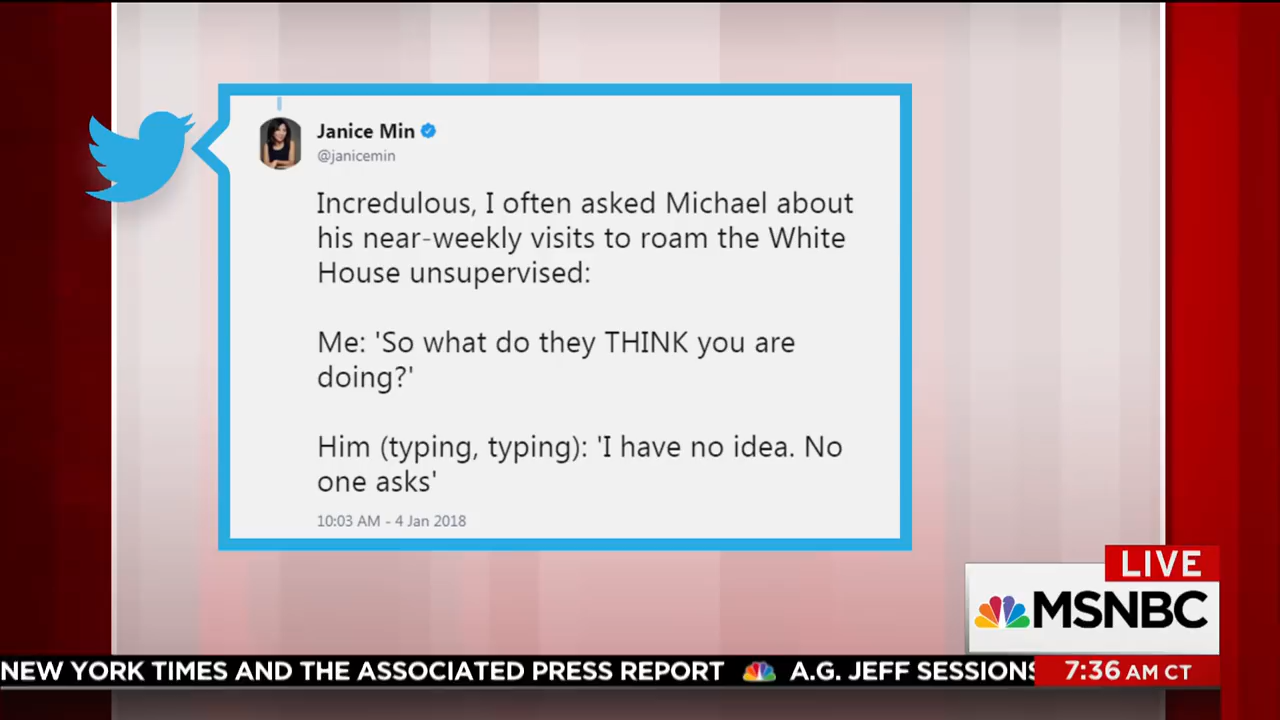 Janice Min
@janicemin
Incredulous, I often asked Michael about
his near-weekly visits to roam the White
House unsupervised:
Me: 'So what do they THINK you are
doing?'
Him (typing, typing): 'I have no idea. No
one asks'
10:03 AM - 4 Jan 2018
LIVE
MSNBC
NEW YORK TIMES AND THE ASSOCIATED PRESS REPORT A.G. JEFF SESSIONS
7:36 AM CT